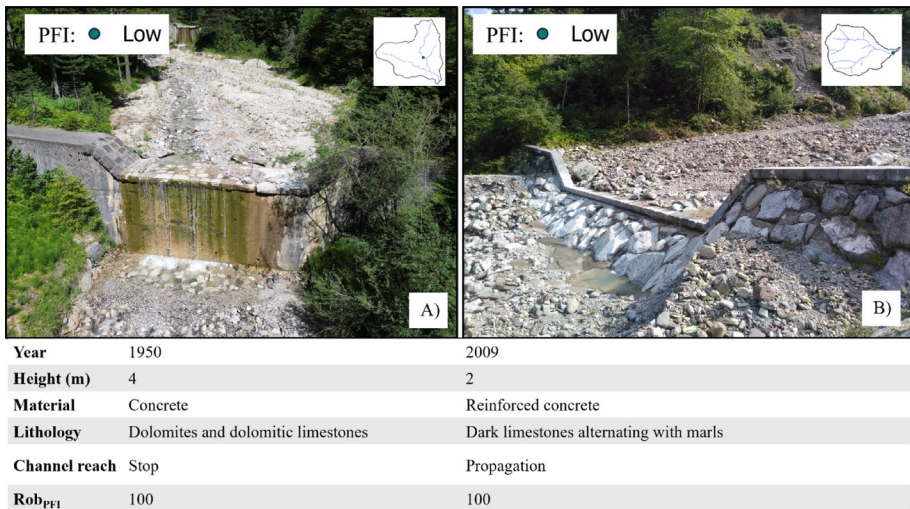 PFI: Low
PFI: Low
A)
B)
Year 1950 2009
Height (m) 4 2
Material Concrete Reinforced concrete
Lithology Dolomites and dolomitic limestones Dark limestones alternating with marls
Channel reach Stop Propagation
RobPFI 100 100